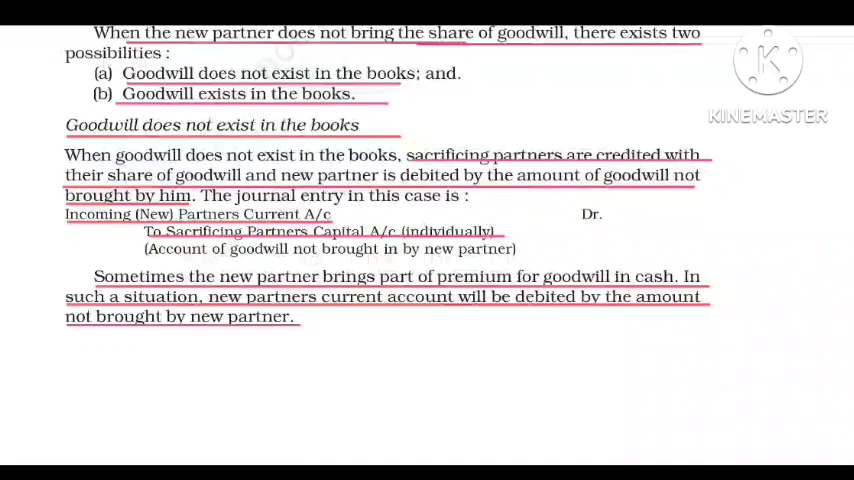 When the new partner does not bring the share of goodwill, there exists two
possibilities :
(a) Goodwill does not exist in the books; and.
(b) Goodwill exists in the books.
KINEMASTER
Goodwill does not exist in the books
When goodwill does not exist in the books, sacrificing partners are credited with
their share of goodwill and new partner is debited by the amount of goodwill not
brought by him. The journal entry in this case is :
Incoming (New) Partners Current A/c Dr.
To Sacrificing Partners Capital A/c (individually)
(Account of goodwill not brought in by new partner)
Sometimes the new partner brings part of premium for goodwill in cash. In
such a situation, new partners current account will be debited by the amount
not brought by new partner.